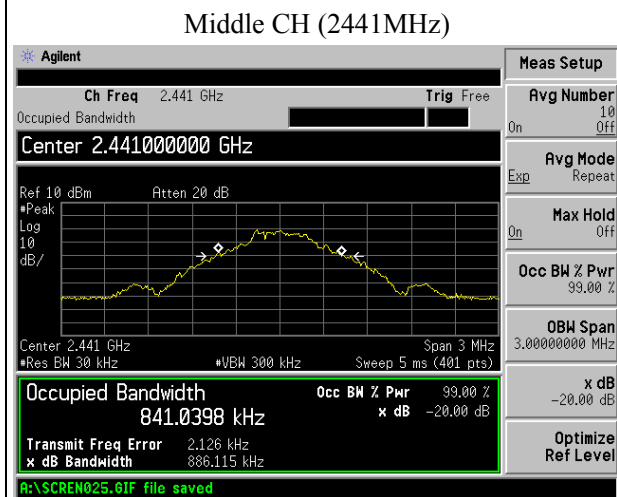 Middle CH (2441MHz)
Agilent
Meas Setup
Ch Freq 2.441 GHz Trig Free
Occupied Bandwidth
Center 2.441000000 GHz
Ref 10 dBm Atten 20 dB
#Peak
Log
10
dB/
Center 2.441 GHz Span 3 MHz
#Res BW 30 kHz #VBW 300 kHz Sweep 5 ms (401 pts)
Occupied Bandwidth Occ BW % Pwr 99.00 %
841.0398 kHz x dB -20.00 dB
Transmit Freq Error 2.126 kHz
x dB Bandwidth 886.115 kHz
A:\SCREN025.GIF file saved
Avg Number
10
On Off
Avg Mode
Exp Repeat
Max Hold
On Off
Occ BW % Pwr
99.00 %
OBW Span
3.00000000 MHz
x dB
-20.00 dB
Optimize
Ref Level